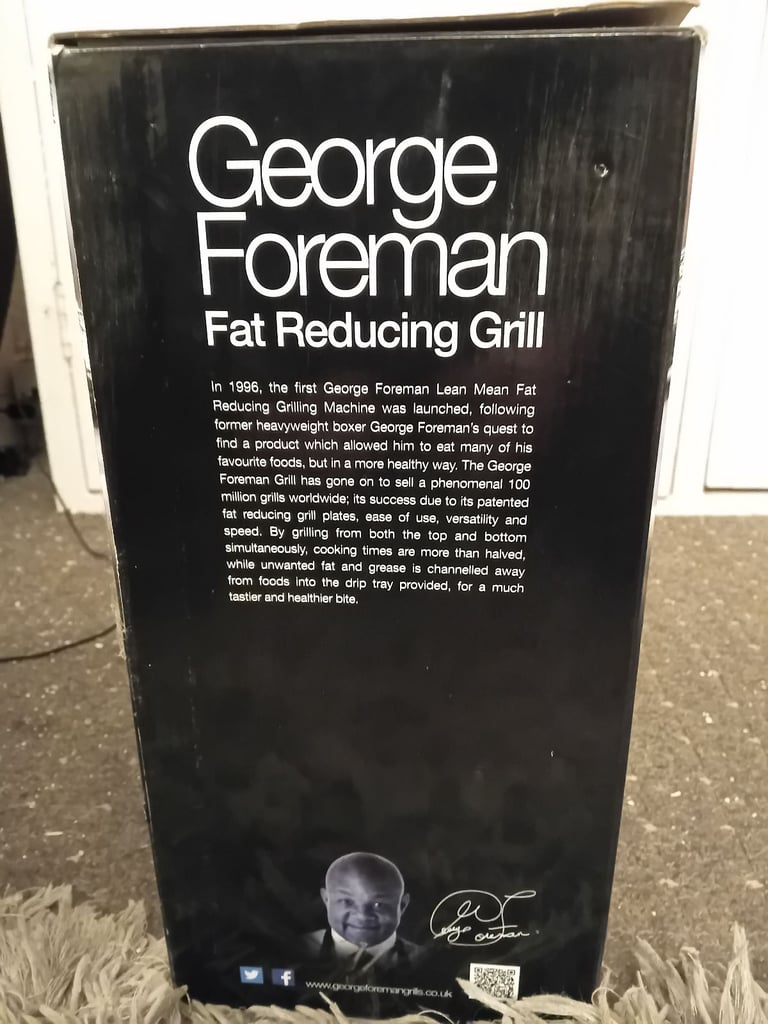 George
Foreman
Fat Reducing Grill
In 1996, the first George Foreman Lean Mean Fat
Reducing Grilling Machine was launched, following
former heavyweight boxer George Foreman's quest to
find a product which allowed him to eat many of his
favourite foods, but in a more healthy way. The George
Foreman Grill has gone on to sell a phenomenal 100
million grills worldwide; its success due to its patented
fat reducing grill plates, ease of use, versatility and
speed. By grilling from both the top and bottom
simultaneously, cooking times are more than halved,
while unwanted fat and grease is channelled away
from foods into the drip tray provided, for a much
tastier and healthier bite.
George Foreman
www.georgeforemangrills.co.uk